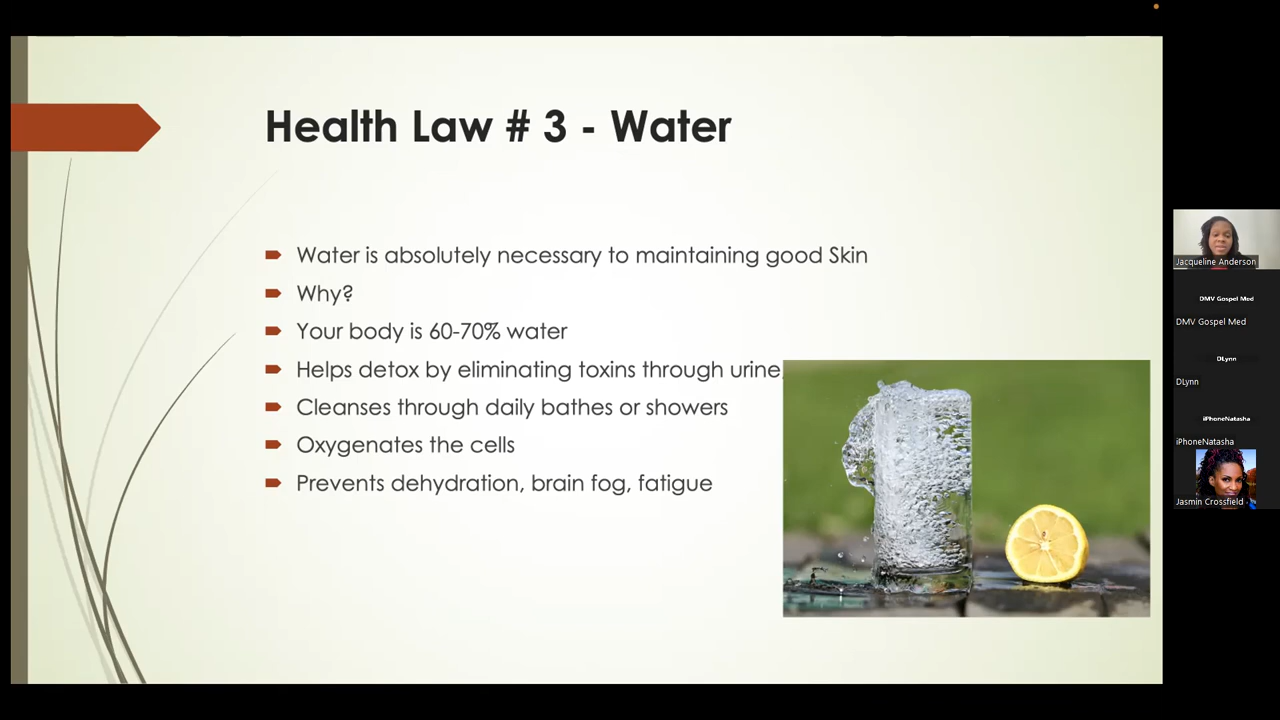 Health Law # 3 - Water
Water is absolutely necessary to maintaining good Skin
Why?
Your body is 60-70% water
Helps detox by eliminating toxins through urine,
Cleanses through daily bathes or showers
Oxygenates the cells
Prevents dehydration, brain fog, fatigue
Jacqueline Anderson
DMV Gospel Med
DMV Gospel Med
DLynn
DLynn
iPhoneNatasha
iPhoneNatasha
Jasmin Crossfield